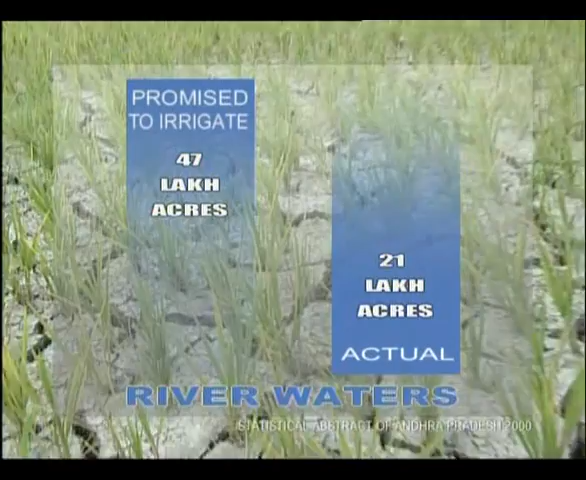 PROMISED
TO IRRIGATE
47
LAKH
ACRES
21
LAKH
ACRES
ACTUAL
RIVER WATERS
STATISTICAL ABSTRACT OF ANDHRA PRADESH 2000